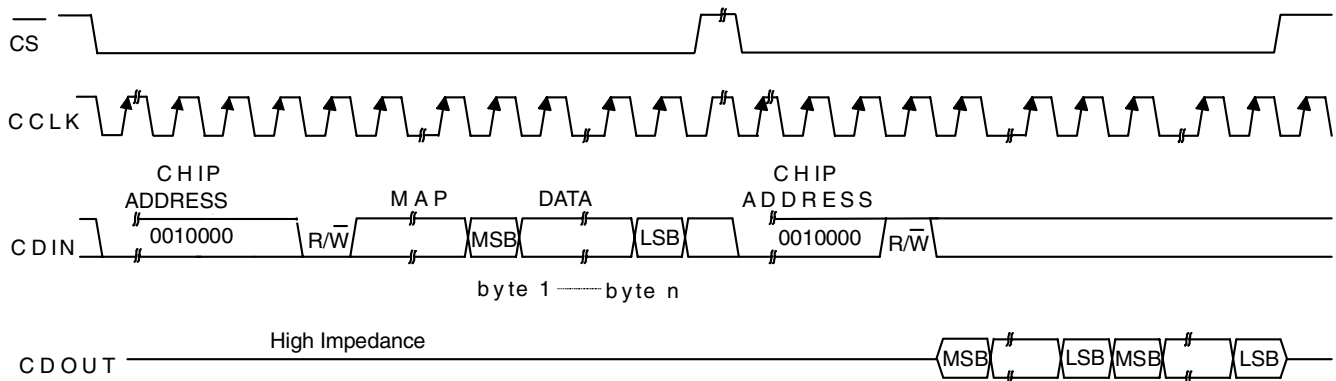 CS
CCLK
CHIP
ADDRESS
MAP
DATA
CHIP
ADDRESS
CDIN
0010000
R/W
MSB
LSB
0010000
R/W
byte 1 byte n
High Impedance
CDOUT
MSB
LSB
MSB
LSB